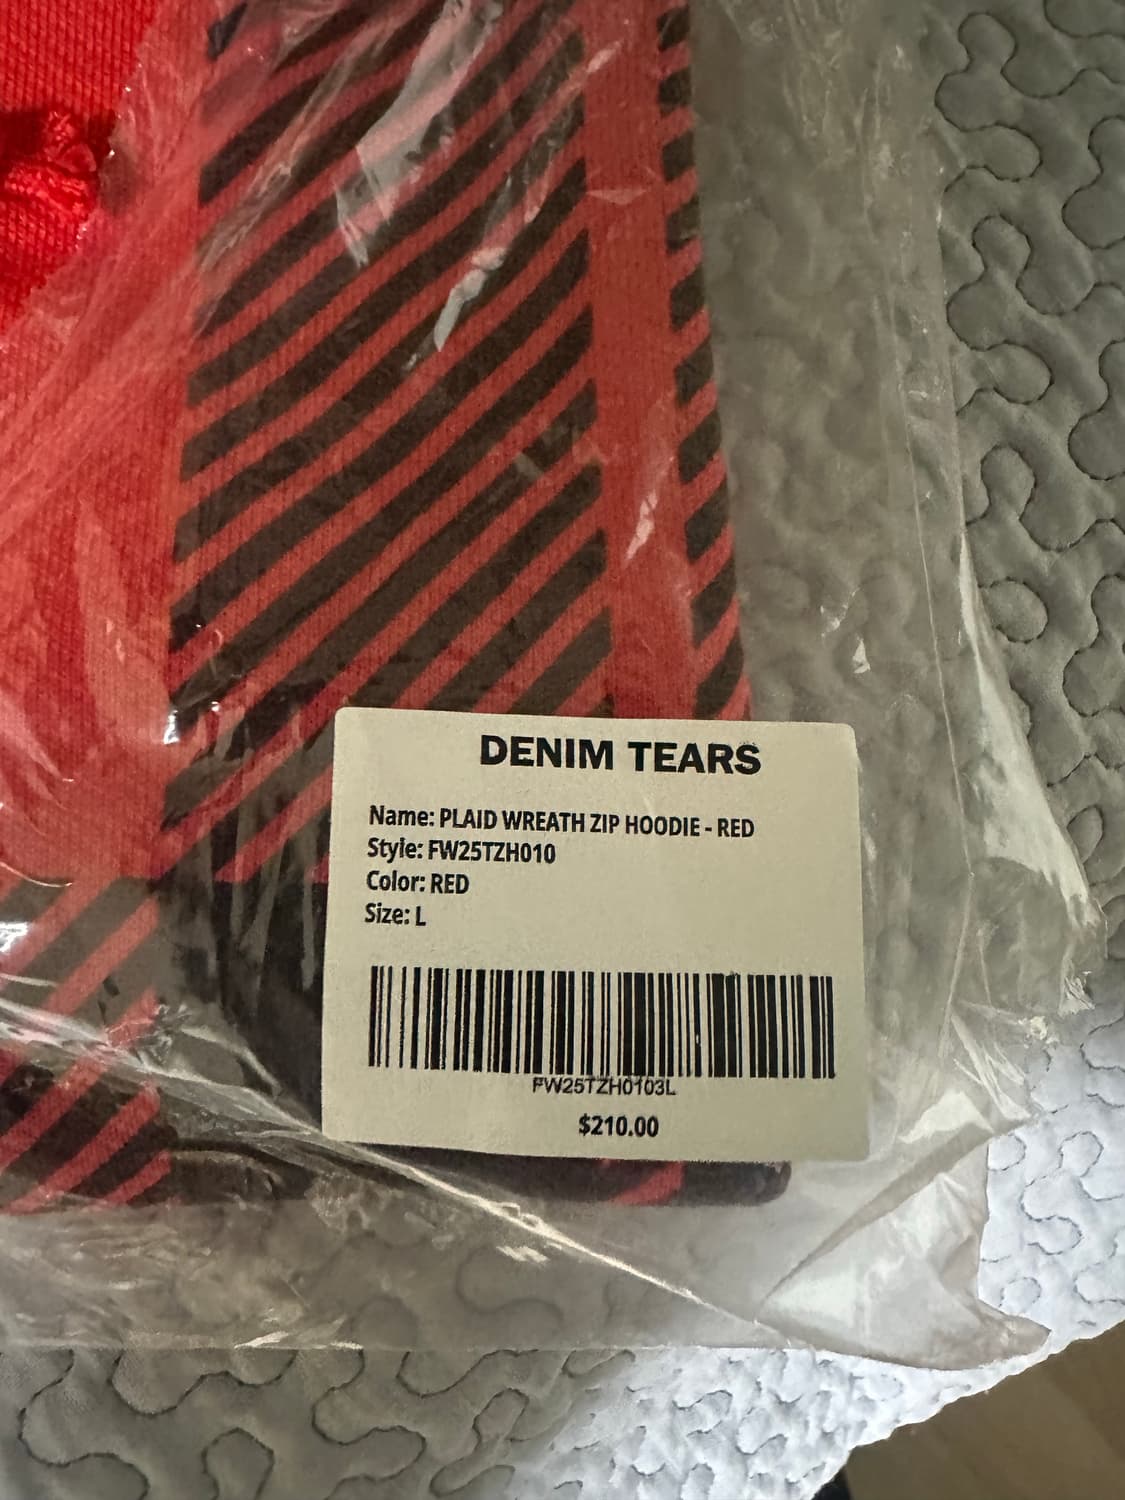 DENIM TEARS
Name: PLAID WREATH ZIP HOODIE - RED
Style: FW25TZH010
Color: RED
Size: L
FW25TZH0103L
$210.00